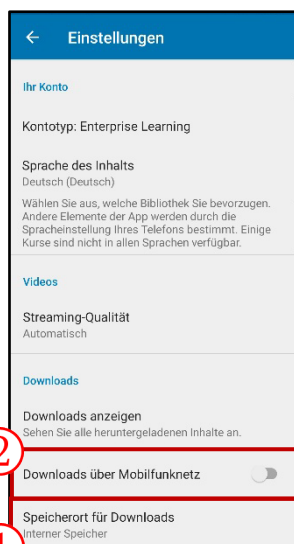 Einstellungen
Ihr Konto
Kontotyp: Enterprise Learning
Sprache des Inhalts
Deutsch (Deutsch)
Wählen Sie aus, welche Bibliothek Sie bevorzugen.
Andere Elemente der App werden durch die
Spracheinstellung Ihres Telefons bestimmt. Einige
Kurse sind nicht in allen Sprachen verfügbar.
Videos
Streaming-Qualität
Automatisch
Downloads
Downloads anzeigen
Sehen Sie alle heruntergeladenen Inhalte an.
2
Downloads über Mobilfunknetz
Speicherort für Downloads
Interner Speicher